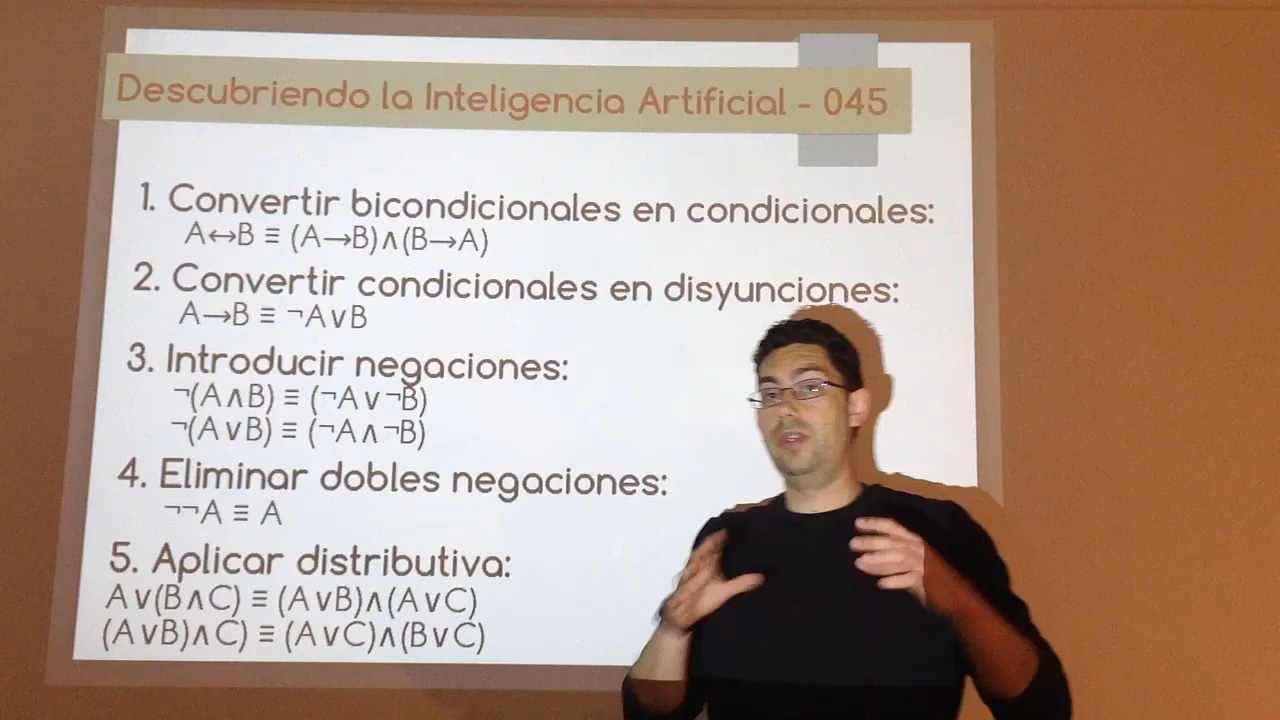 Descubriendo la Inteligencia Artificial - 045
1. Convertir bicondicionales en condicionales:
A↔B ≡ (A→B)∧(B→A)
2. Convertir condicionales en disyunciones:
A→B ≡ ¬A∨B
3. Introducir negaciones:
¬(A∧B) ≡ (¬A∨¬B)
¬(A∨B) ≡ (¬A∧¬B)
4. Eliminar dobles negaciones:
¬¬A ≡ A
5. Aplicar distributiva:
A∨(B∧C) ≡ (A∨B)∧(A∨C)
(A∨B)∧C) ≡ (A∨C)∧(B∨C)